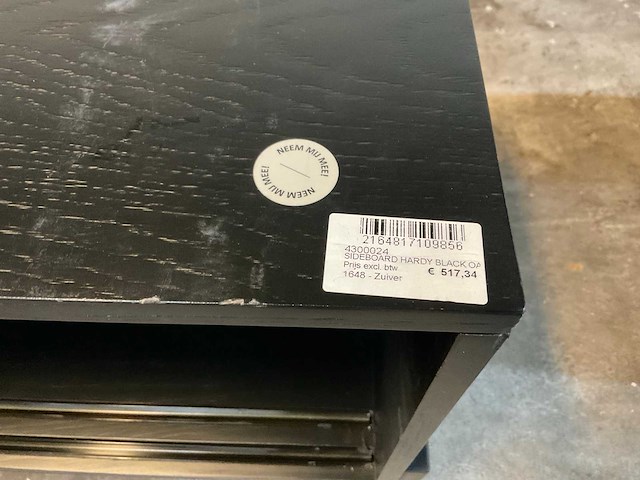 NEEM MIJ MEE!
NEEM MIJ MEE!
2164817109856
4300024
SIDEBOARD HARDY BLACK OA
Prijs excl. btw
€ 517,34
1648 - Zuiver